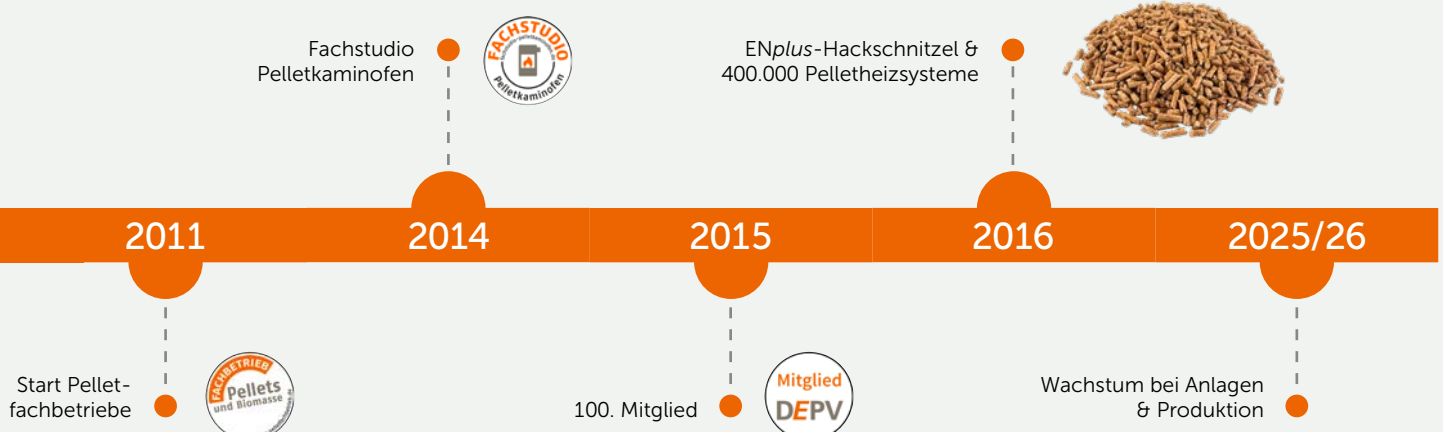 Fachstudio
Pelletkaminofen
FACHSTUDIO
Pelletkaminofen
ENplus-Hackschnitzel &
400.000 Pelletheizsysteme
2011
2014
2015
2016
2025/26
Start Pellet-
fachbetriebe
FACHBETRIEB
Pellets
und Biomasse
100. Mitglied
Mitglied
DEPV
Wachstum bei Anlagen
& Produktion